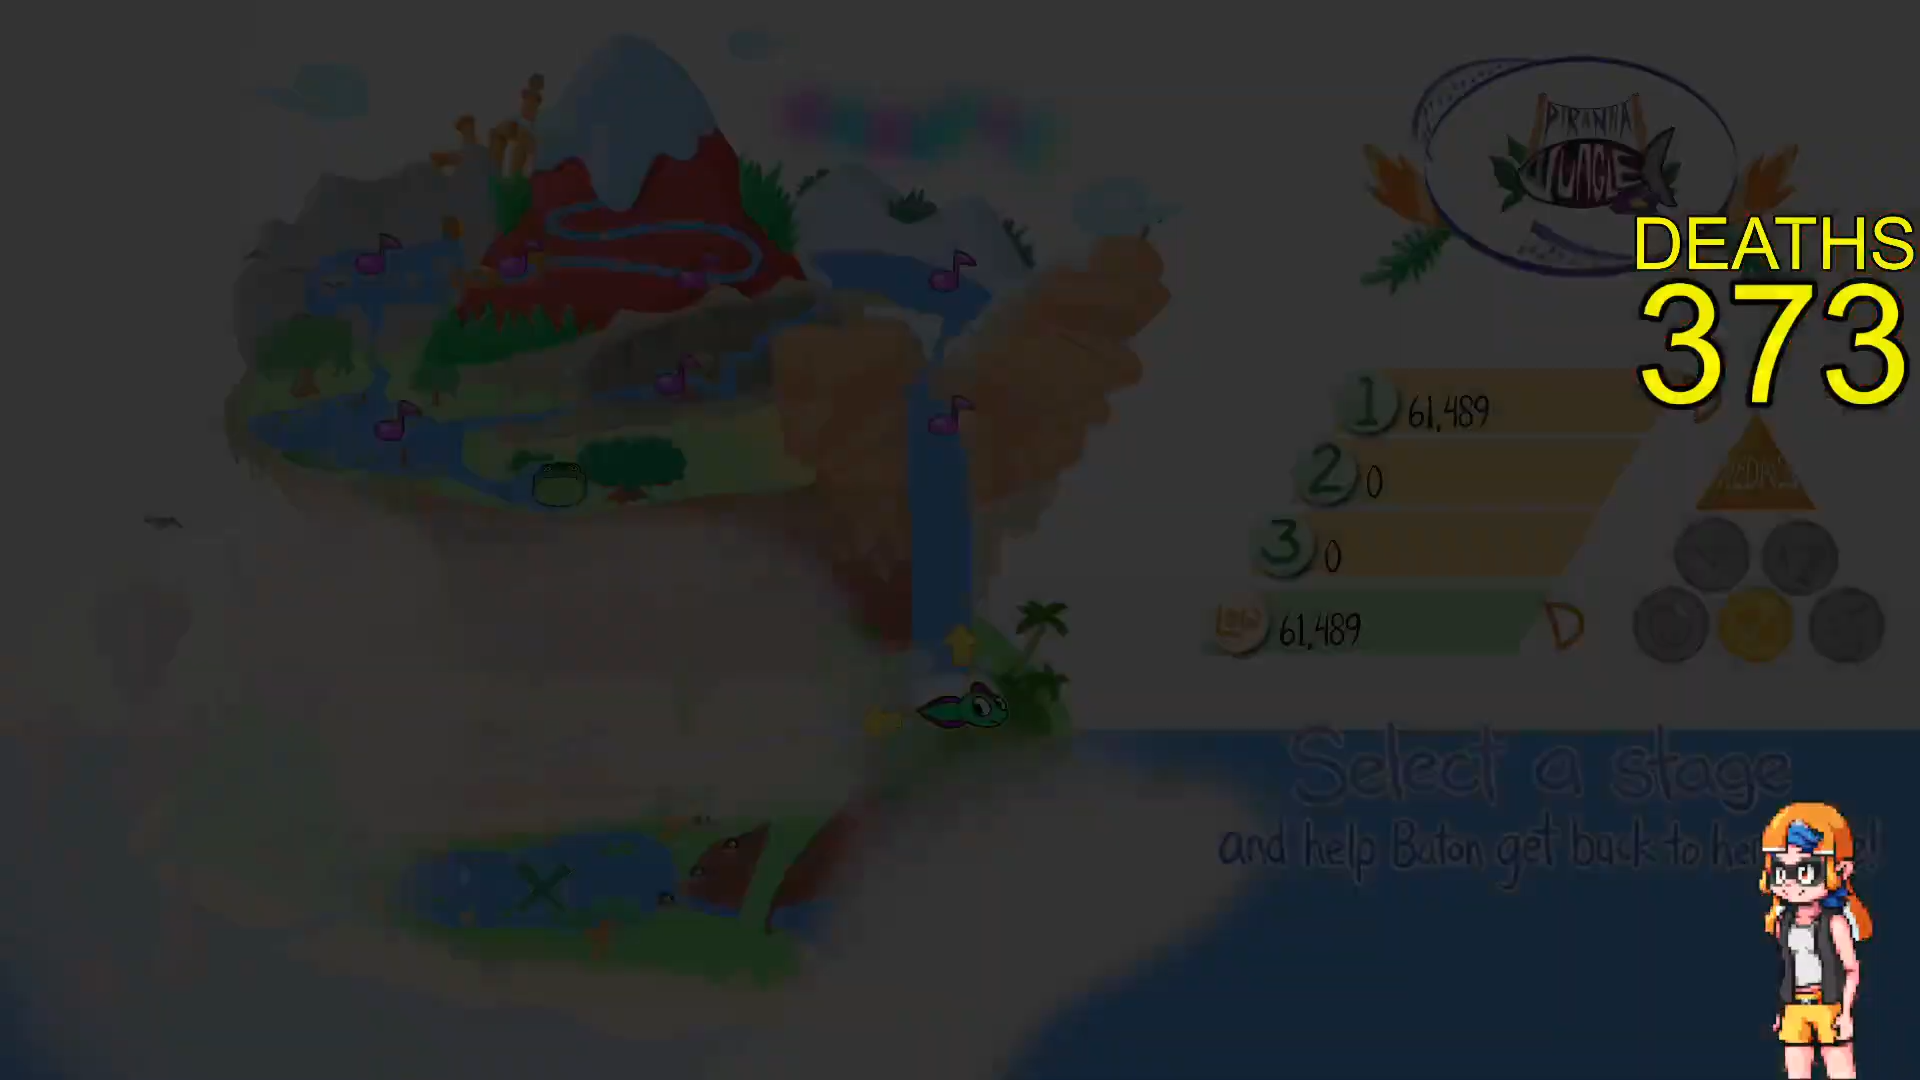 PIRANHA
JUNGLE
DEATHS
373
1 61,489
2 0
3 0
LOW 61,489 D
Select a stage
and help Baton get back to